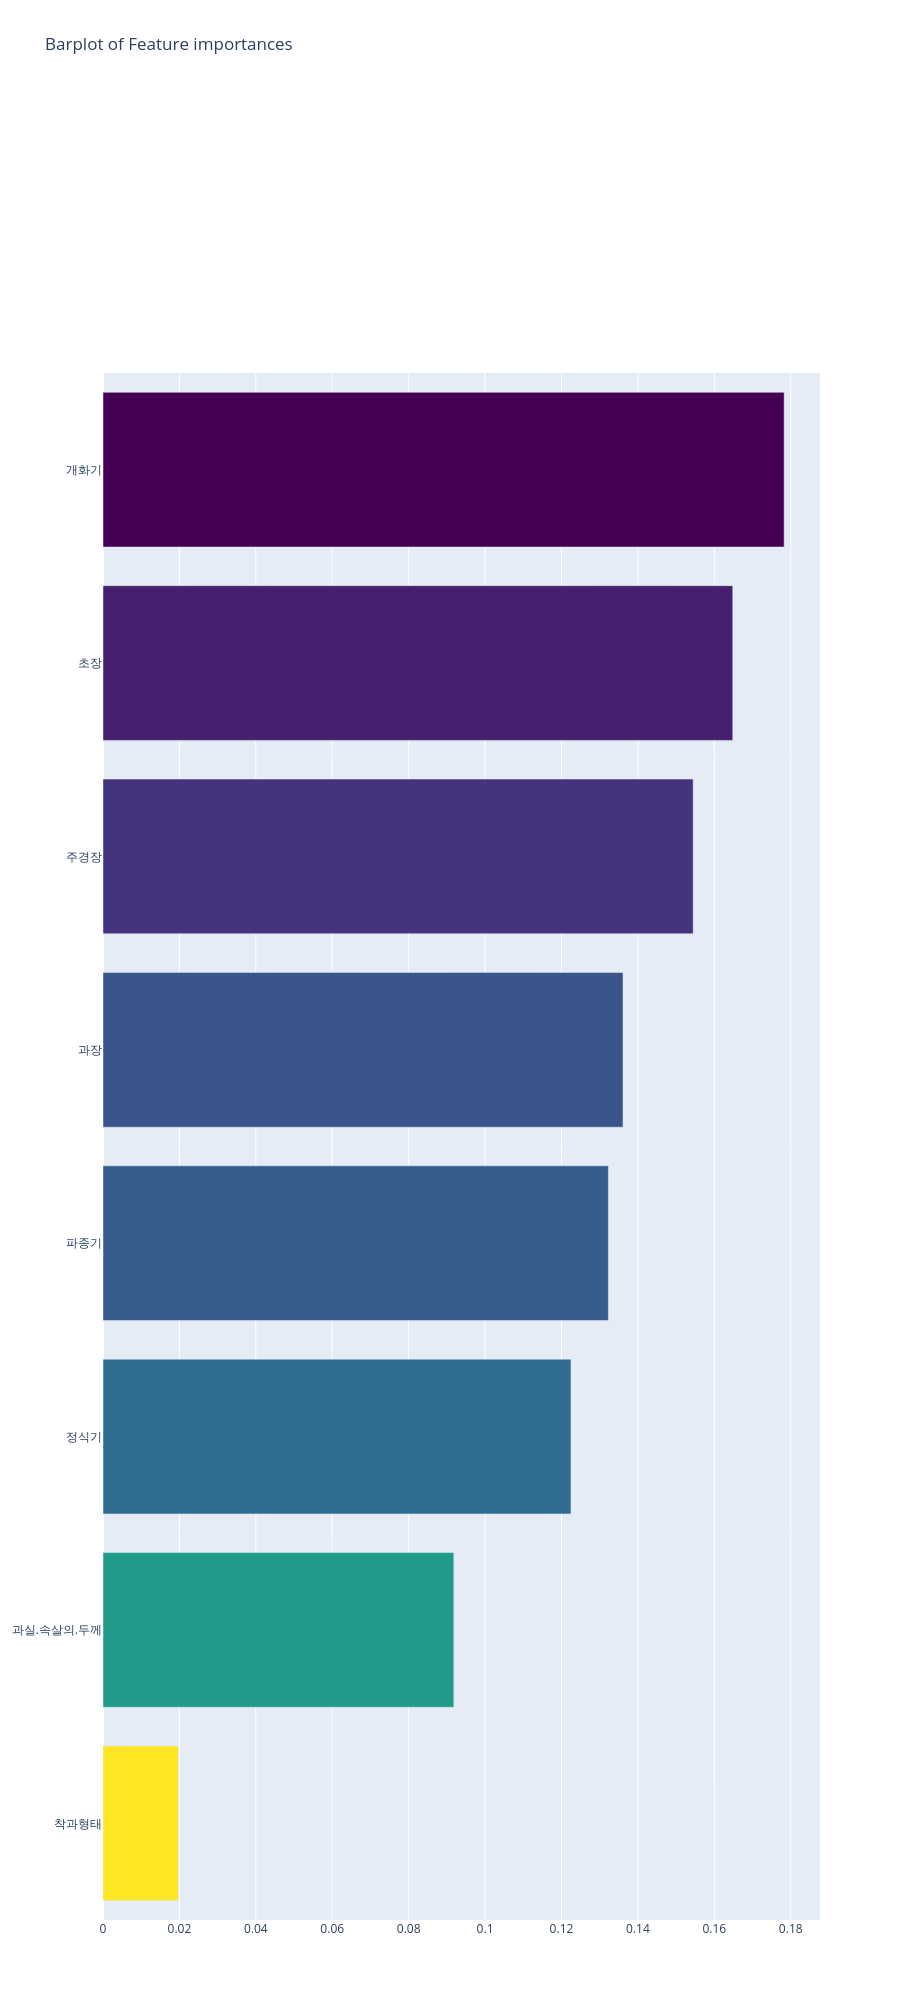 Barplot of Feature importances
개화기
초장
주경장
과장
파종기
정식기
과실.속살의.두께
착과형태
0 0.02 0.04 0.06 0.08 0.1 0.12 0.14 0.16 0.18